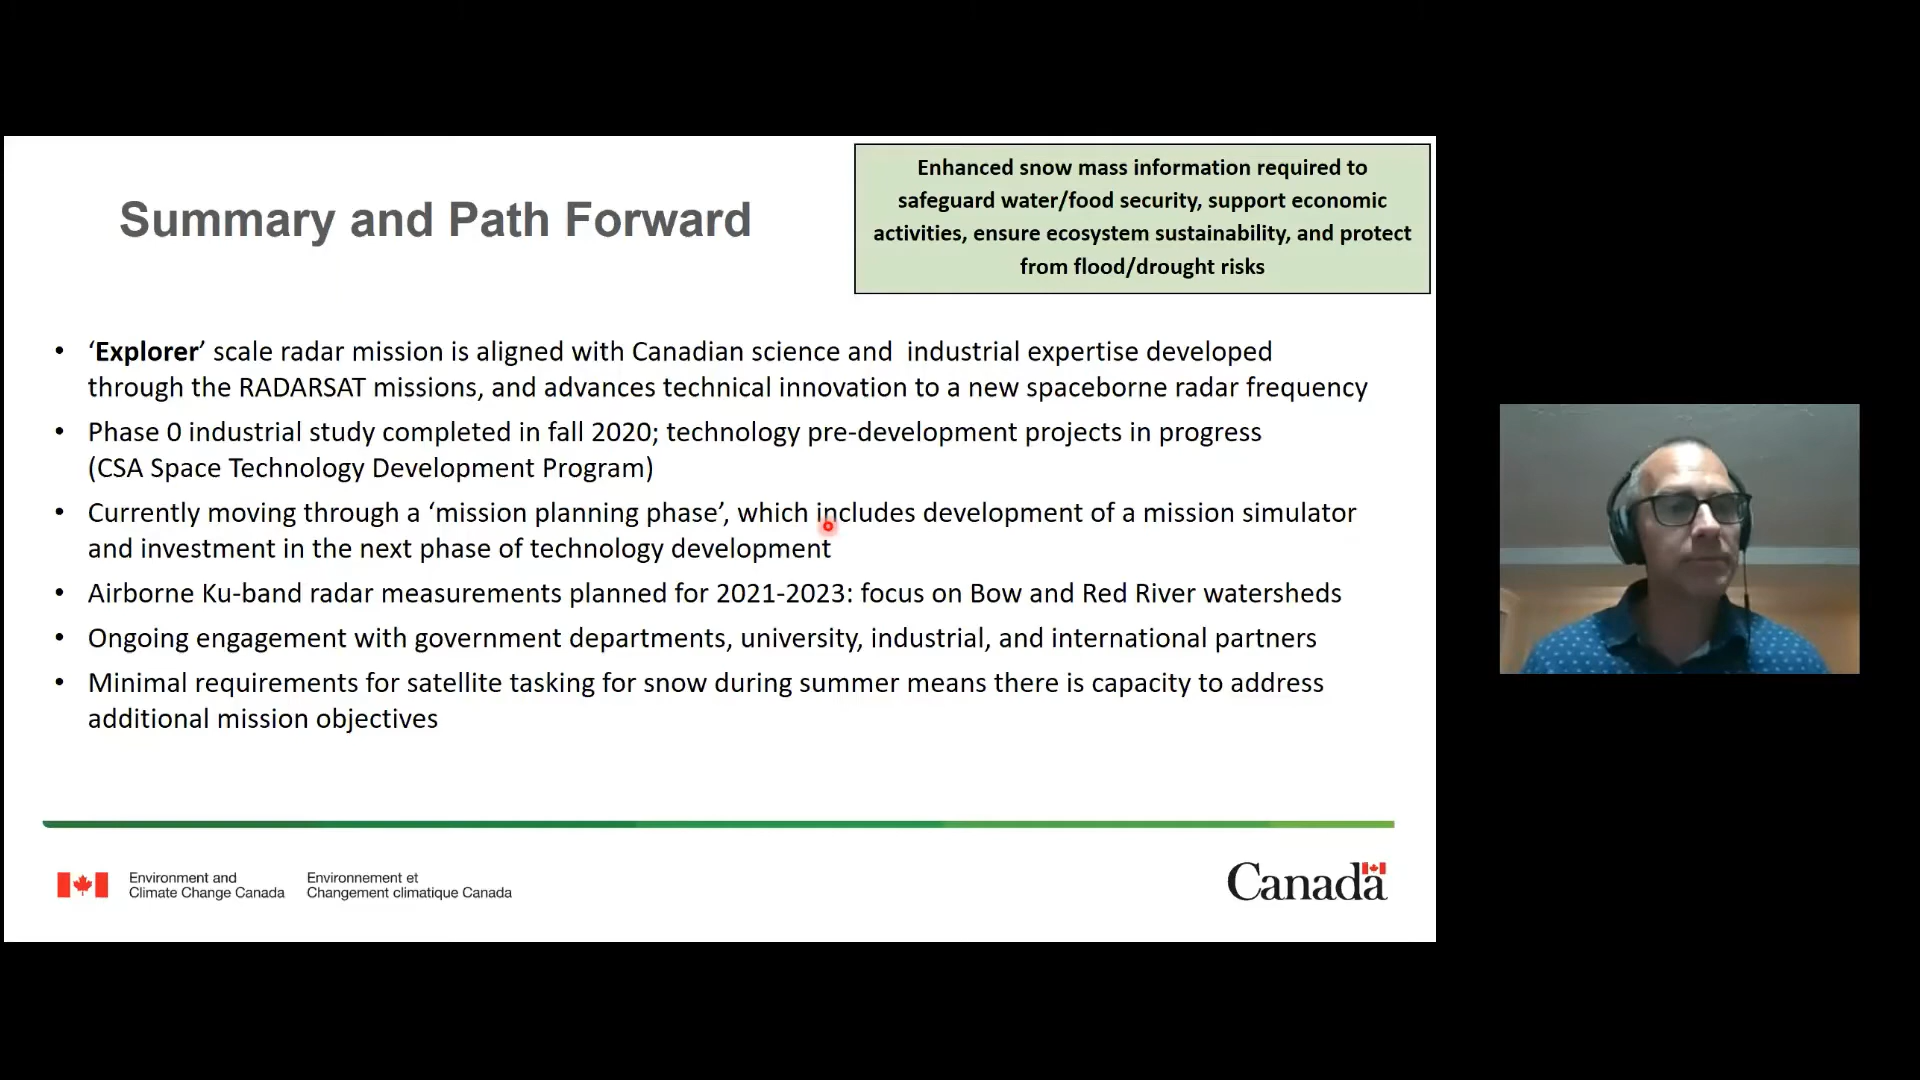 Summary and Path Forward
Enhanced snow mass information required to
safeguard water/food security, support economic
activities, ensure ecosystem sustainability, and protect
from flood/drought risks
• ‘Explorer’ scale radar mission is aligned with Canadian science and industrial expertise developed
through the RADARSAT missions, and advances technical innovation to a new spaceborne radar frequency
• Phase 0 industrial study completed in fall 2020; technology pre-development projects in progress
(CSA Space Technology Development Program)
• Currently moving through a ‘mission planning phase’, which includes development of a mission simulator
and investment in the next phase of technology development
• Airborne Ku-band radar measurements planned for 2021-2023: focus on Bow and Red River watersheds
• Ongoing engagement with government departments, university, industrial, and international partners
• Minimal requirements for satellite tasking for snow during summer means there is capacity to address
additional mission objectives
Environment and
Climate Change Canada
Environnement et
Changement climatique Canada
Canada